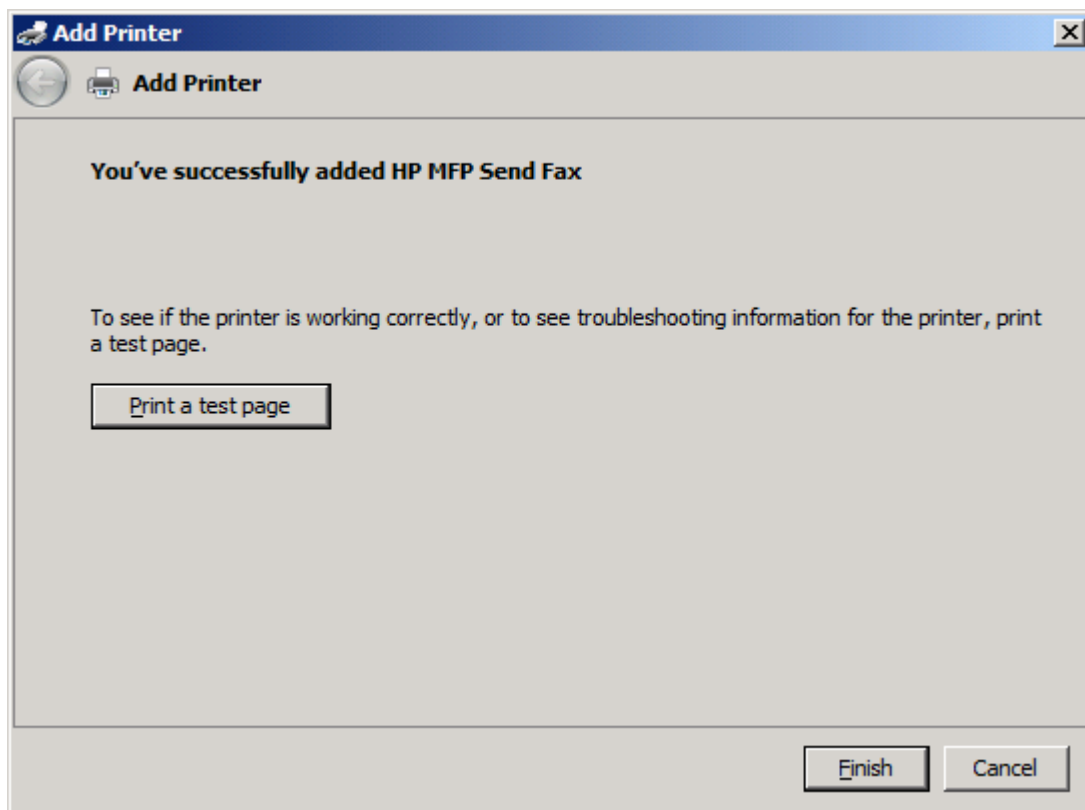 Add Printer
Add Printer
You've successfully added HP MFP Send Fax
To see if the printer is working correctly, or to see troubleshooting information for the printer, print
a test page.
Print a test page
Finish
Cancel